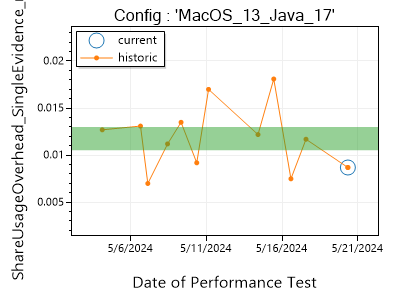 Config : 'MacOS_13_Java_17'
current
historic
ShareUsageOverhead_SingleEvidence_
0.02
0.015
0.01
0.005
5/6/2024
5/11/2024
5/16/2024
5/21/2024
Date of Performance Test